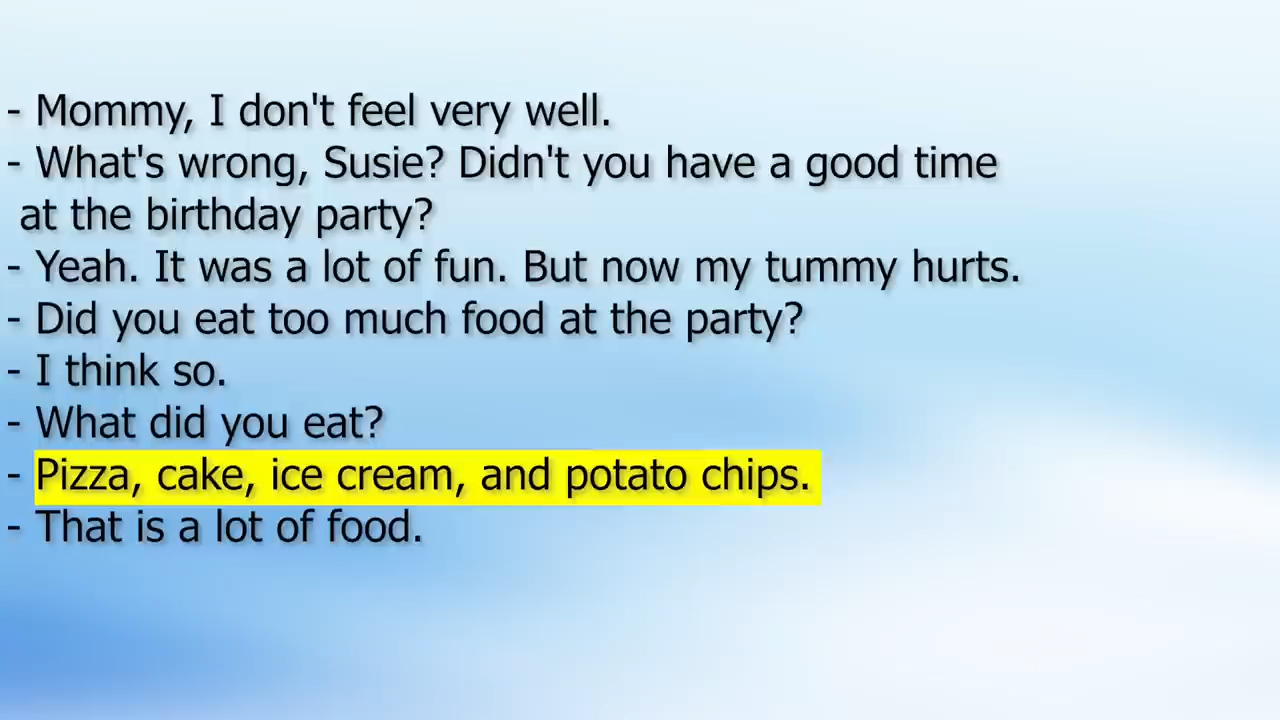 - Mommy, I don't feel very well.
- What's wrong, Susie? Didn't you have a good time
at the birthday party?
- Yeah. It was a lot of fun. But now my tummy hurts.
- Did you eat too much food at the party?
- I think so.
- What did you eat?
- Pizza, cake, ice cream, and potato chips.
- That is a lot of food.